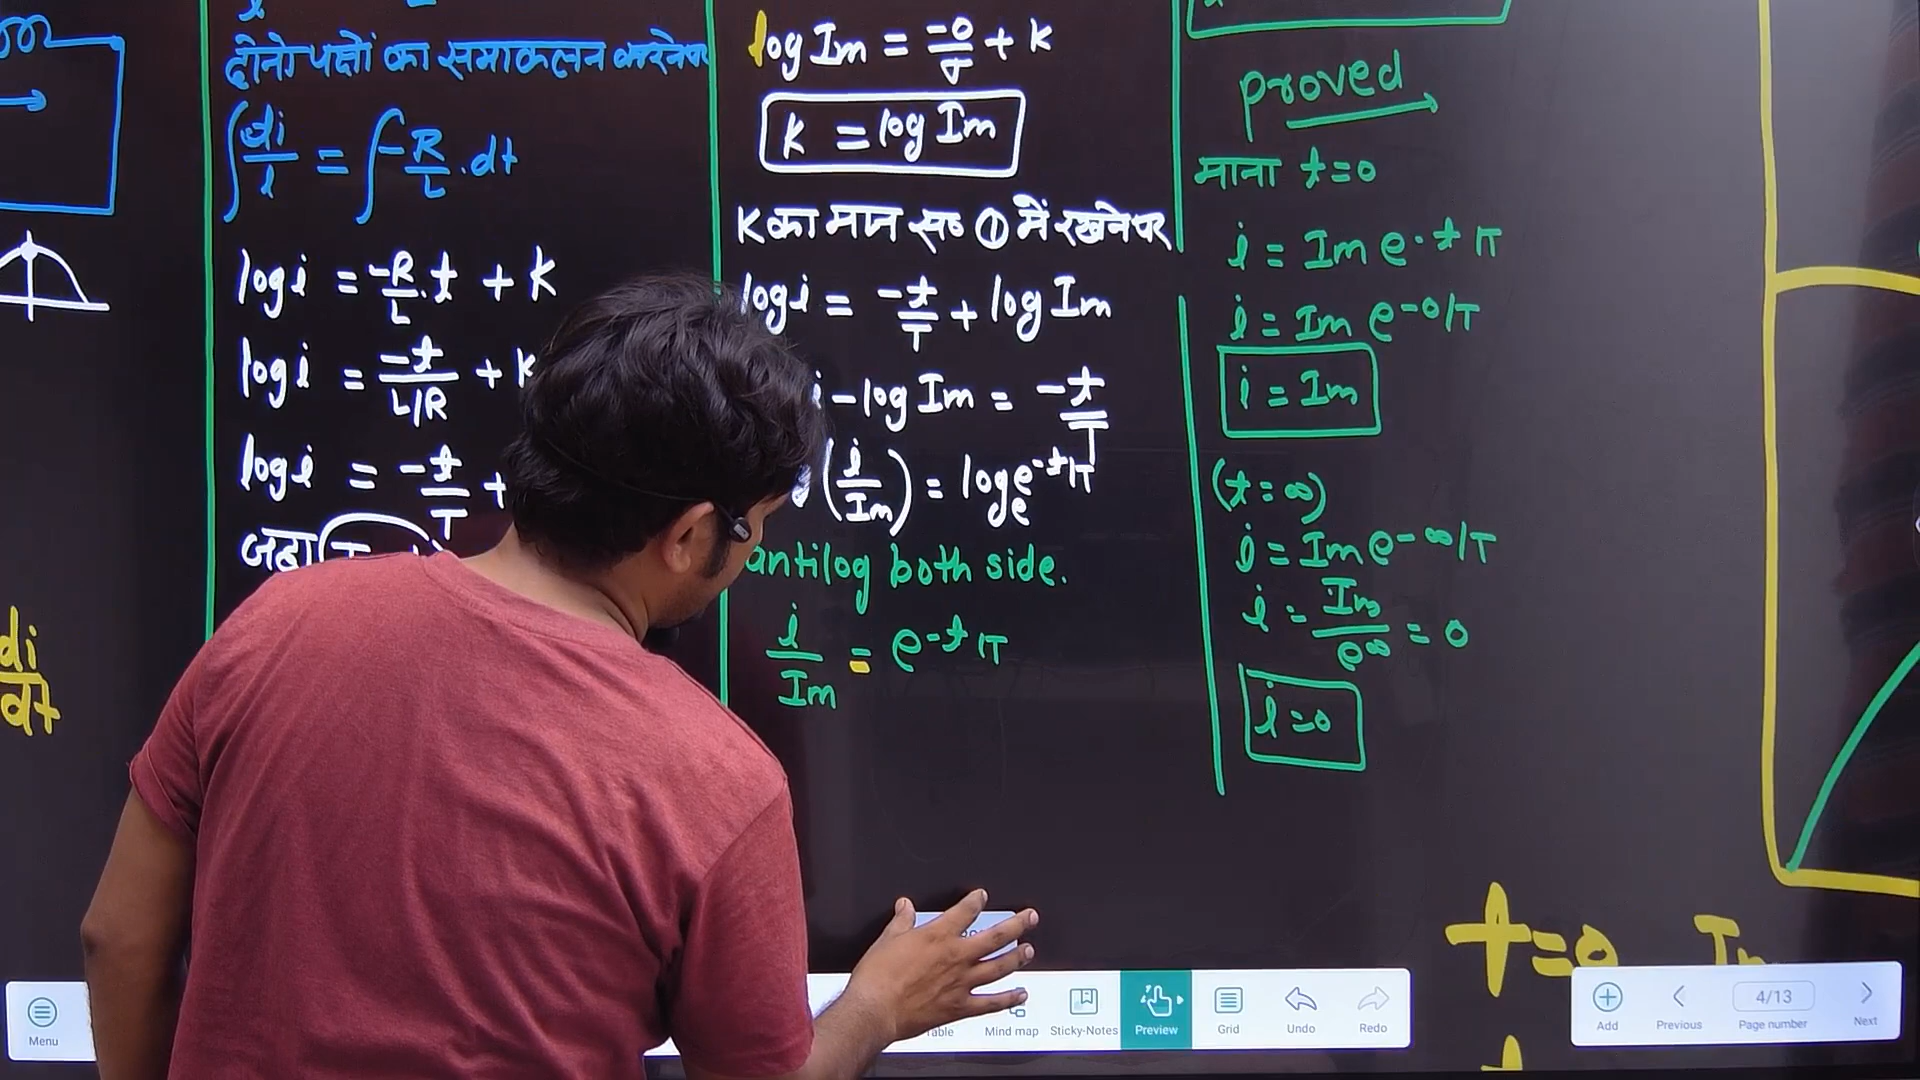 दोनो पक्षों का समाकलन करने पर
∫ di/i = ∫ -R/L . dt
log i = -R/L . t + K
log i = -t / L/R + K
log i = -t/T +
जहा
di/dt
log Im = -0/T + K
K = log Im
K का मान स० ① में रखने पर
log i = -t/T + log Im
i - log Im = -t/T
(i/Im) = log e e^-t/T
antilog both side.
i/Im = e^-t/T
proved
माना t=0
i = Im e^-t/T
i = Im e^-0/T
i = Im
(t = ∞)
i = Im e^-∞/T
i = Im/e^∞ = 0
i = 0
t=0
Menu
Mind map
Sticky-Notes
Preview
Grid
Undo
Redo
Add
Previous
4/13
Page number
Next